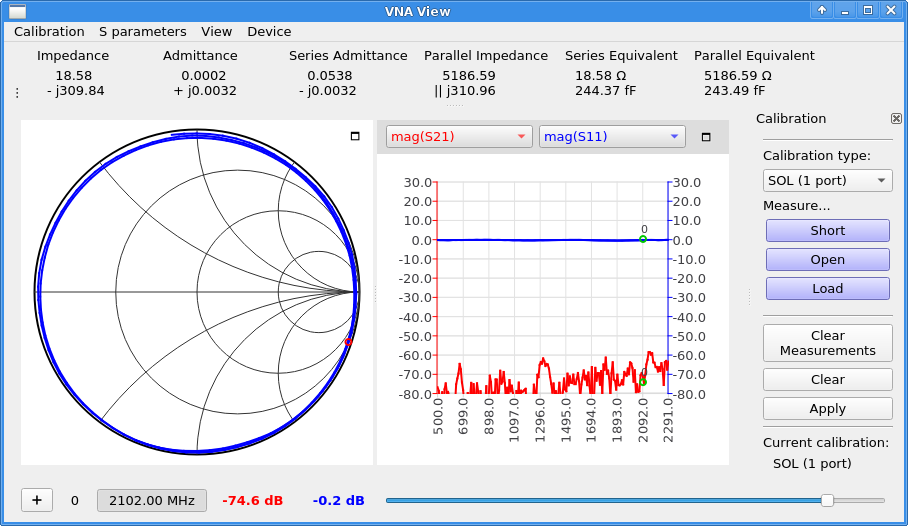 VNA View
Calibration S parameters View Device
Impedance Admittance Series Admittance Parallel Impedance Series Equivalent Parallel Equivalent
18.58 0.0002 0.0538 5186.59 18.58 Ω 5186.59 Ω
- j309.84 + j0.0032 - j0.0032 || j310.96 244.37 fF 243.49 fF
mag(S21) mag(S11)
30.0 30.0
20.0 20.0
10.0 10.0
0.0 0.0
-10.0 -10.0
-20.0 -20.0
-30.0 -30.0
-40.0 -40.0
-50.0 -50.0
-60.0 -60.0
-70.0 -70.0
-80.0 -80.0
0
0
500.0 699.0 898.0 1097.0 1296.0 1495.0 1694.0 1893.0 2092.0 2291.0
Calibration
Calibration type:
SOL (1 port)
Measure...
Short
Open
Load
Clear
Measurements
Clear
Apply
Current calibration:
SOL (1 port)
+ 0 2102.00 MHz -74.6 dB -0.2 dB